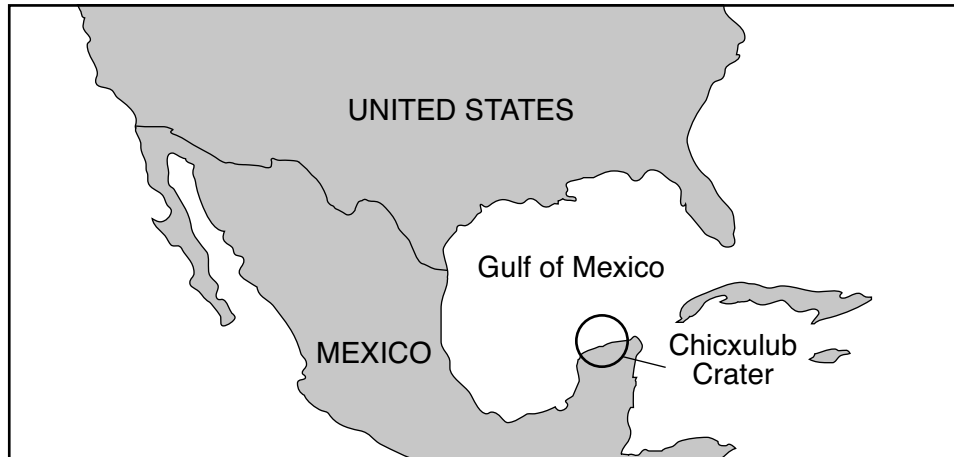 UNITED STATES
Gulf of Mexico
MEXICO
Chicxulub
Crater